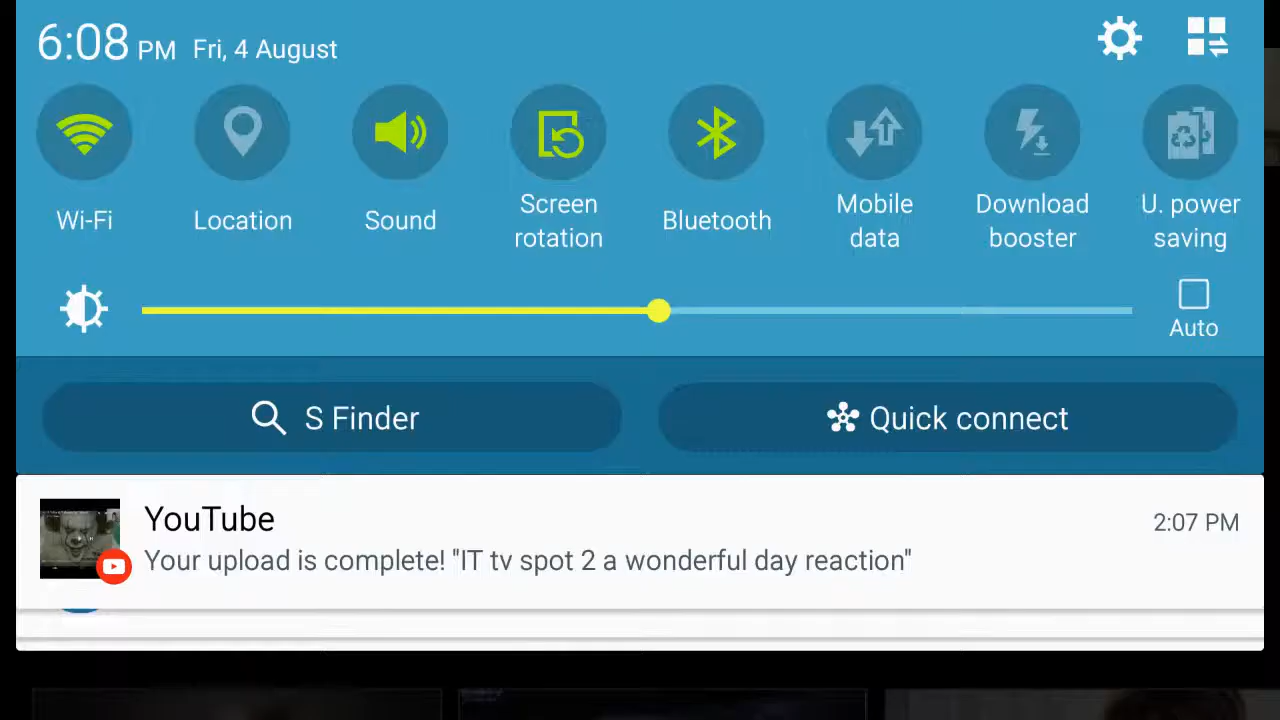 6:08 PM Fri, 4 August
Wi-Fi
Location
Sound
Screen
rotation
Bluetooth
Mobile
data
Download
booster
U. power
saving
Auto
S Finder
Quick connect
YouTube
2:07 PM
Your upload is complete! "IT tv spot 2 a wonderful day reaction"